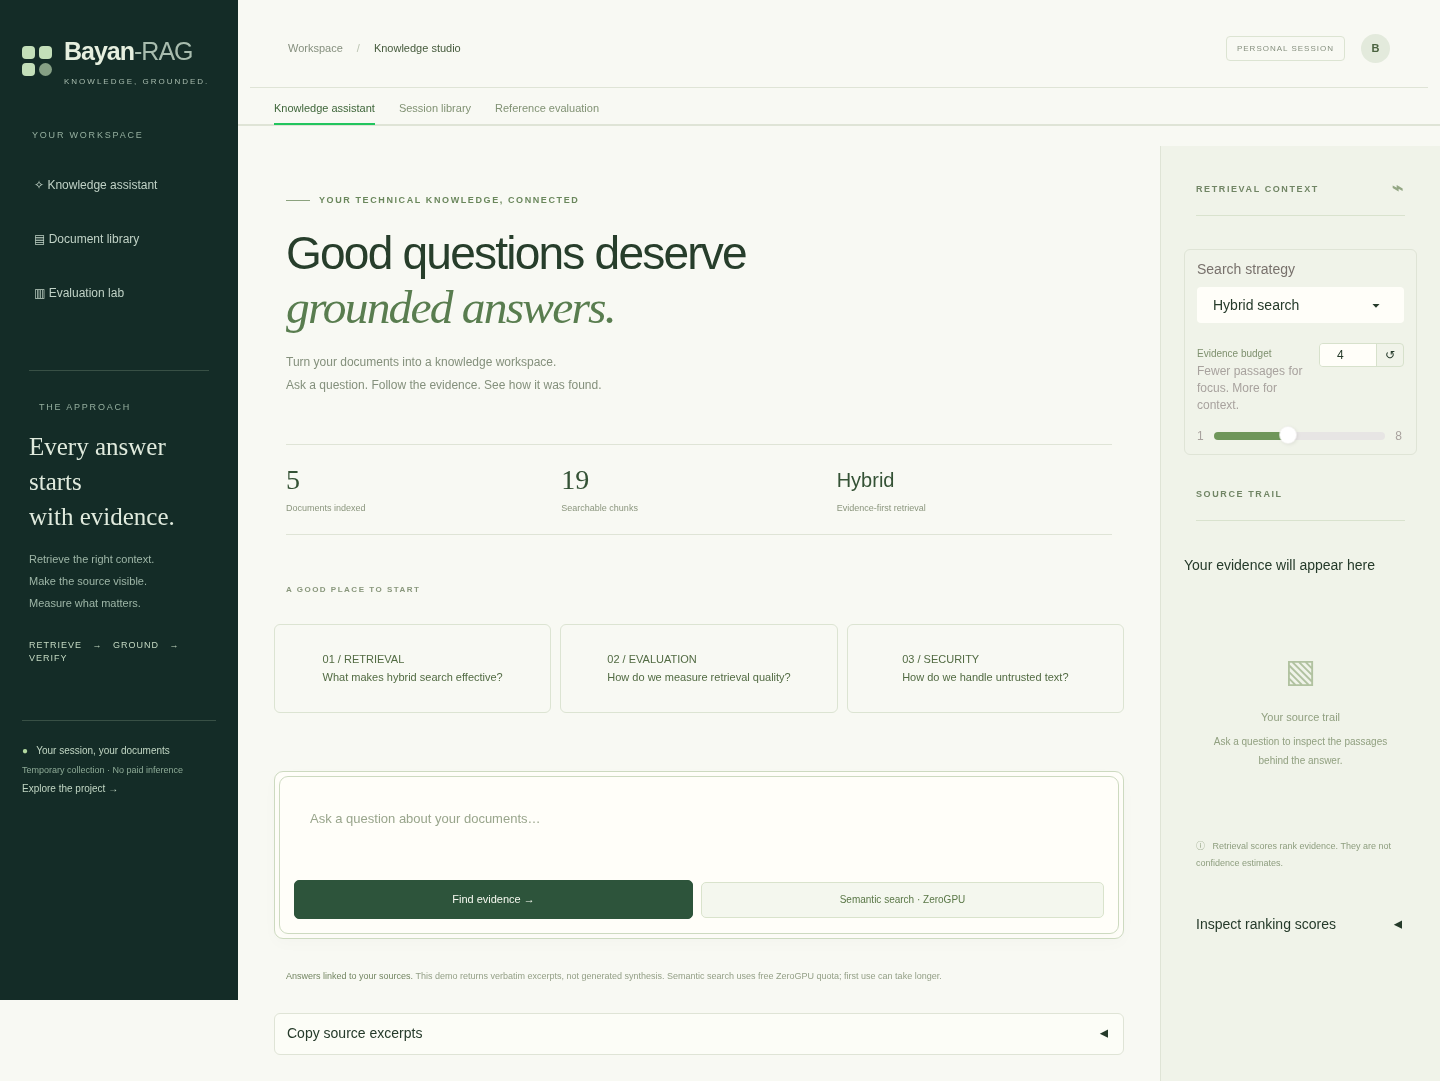 Bayan-RAG
KNOWLEDGE, GROUNDED.
YOUR WORKSPACE
✧ Knowledge assistant
▤ Document library
▥ Evaluation lab
THE APPROACH
Every answer
starts
with evidence.
Retrieve the right context.
Make the source visible.
Measure what matters.
RETRIEVE → GROUND →
VERIFY
● Your session, your documents
Temporary collection · No paid inference
Explore the project →
Workspace / Knowledge studio
PERSONAL SESSION
B
Knowledge assistant
Session library
Reference evaluation
YOUR TECHNICAL KNOWLEDGE, CONNECTED
Good questions deserve
grounded answers.
Turn your documents into a knowledge workspace.
Ask a question. Follow the evidence. See how it was found.
5
Documents indexed
19
Searchable chunks
Hybrid
Evidence-first retrieval
A GOOD PLACE TO START
01 / RETRIEVAL
What makes hybrid search effective?
02 / EVALUATION
How do we measure retrieval quality?
03 / SECURITY
How do we handle untrusted text?
Ask a question about your documents…
Find evidence →
Semantic search · ZeroGPU
Answers linked to your sources. This demo returns verbatim excerpts, not generated synthesis. Semantic search uses free ZeroGPU quota; first use can take longer.
Copy source excerpts ◀
RETRIEVAL CONTEXT ⌁
Search strategy
Hybrid search
Evidence budget
4 ↺
Fewer passages for
focus. More for
context.
1 8
SOURCE TRAIL
Your evidence will appear here
▧
Your source trail
Ask a question to inspect the passages
behind the answer.
ⓘ Retrieval scores rank evidence. They are not
confidence estimates.
Inspect ranking scores ◀